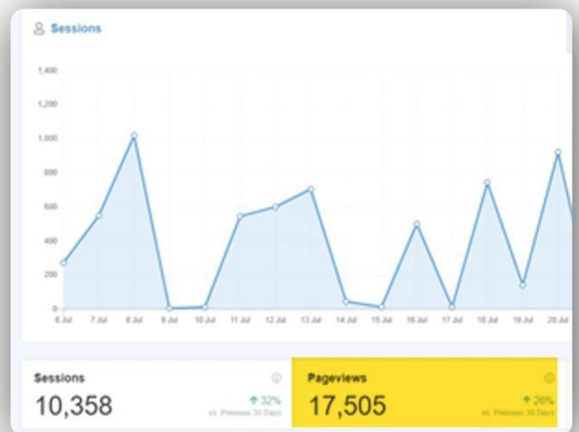 Sessions
1,400
1,200
1,000
800
600
400
200
0
6 Jul 7 Jul 8 Jul 9 Jul 10 Jul 11 Jul 12 Jul 13 Jul 14 Jul 15 Jul 16 Jul 17 Jul 18 Jul 19 Jul 20 Jul
Sessions
10,358
32%
vs. Previous 30 Days
Pageviews
17,505
26%
vs. Previous 30 Days